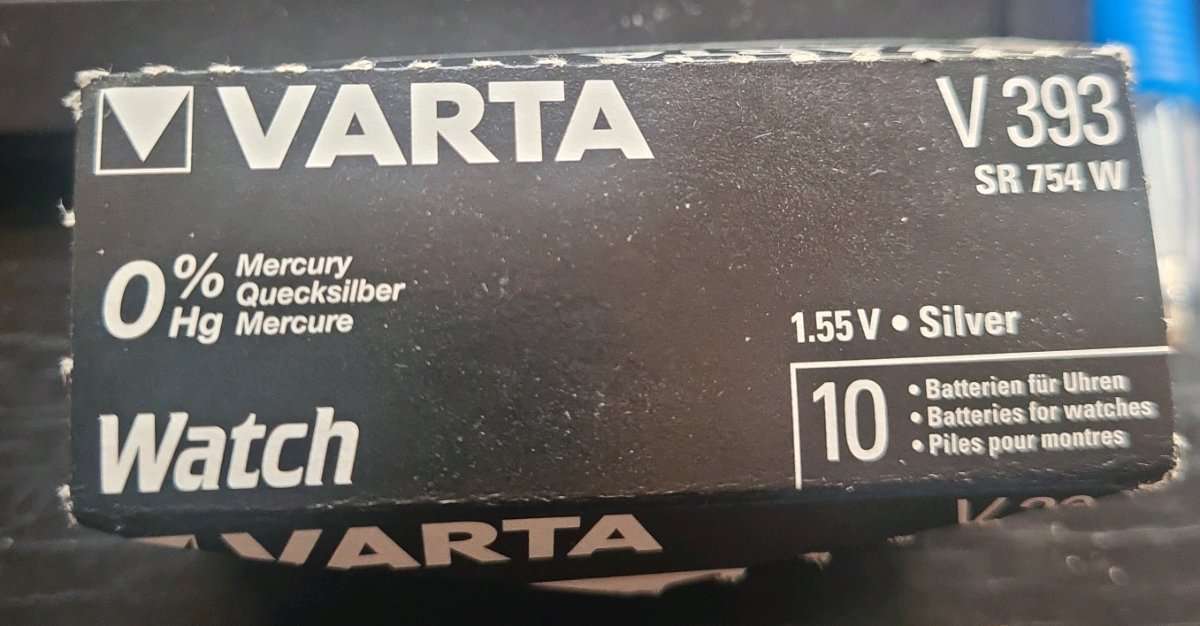 VARTA
V 393
SR 754 W
0% Hg
Mercury
Quecksilber
Mercure
1.55 V • Silver
10
• Batterien für Uhren
• Batteries for watches
• Piles pour montres
Watch
VARTA